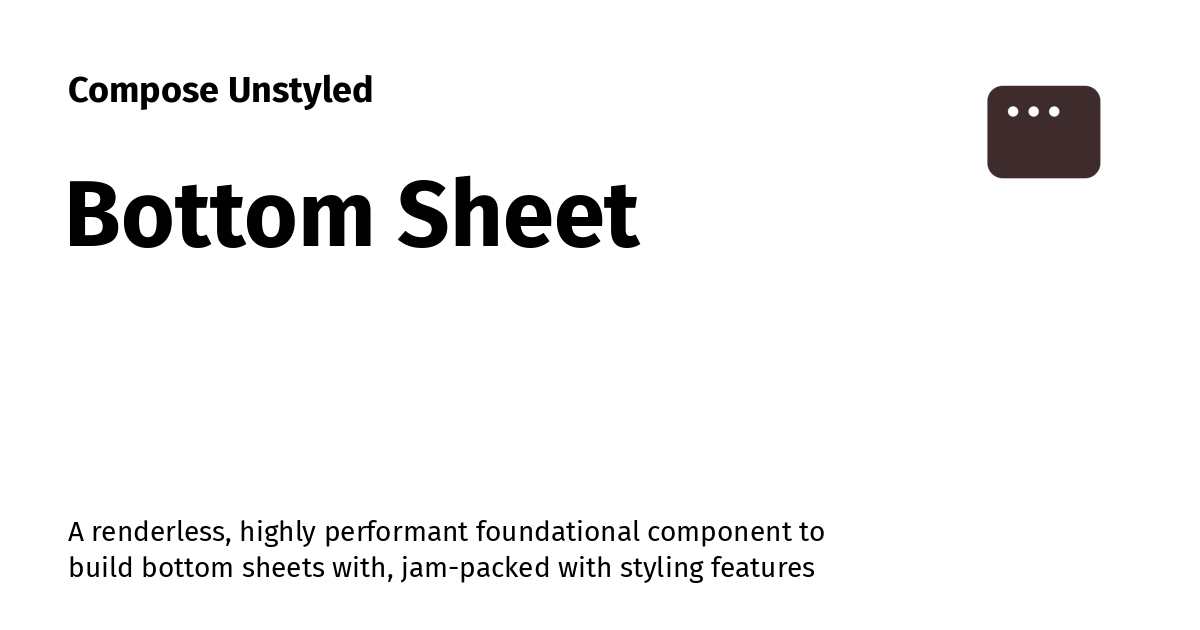 Compose Unstyled
Bottom Sheet
A renderless, highly performant foundational component to
build bottom sheets with, jam-packed with styling features